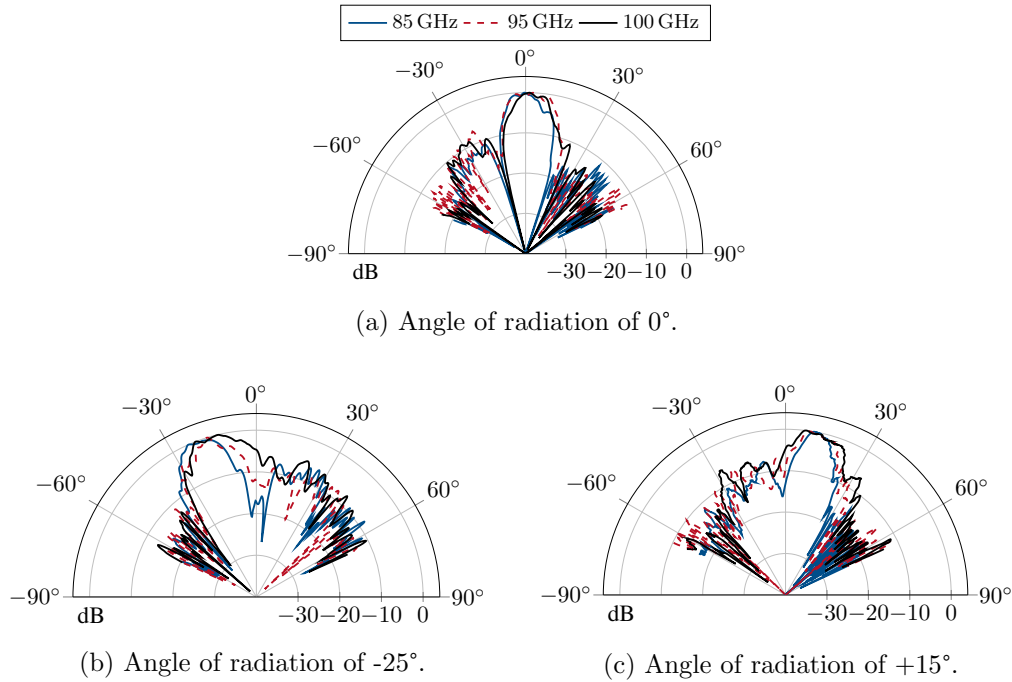 85 GHz 95 GHz 100 GHz
0°
−30° 30°
−60° 60°
−90° 90°
dB −30 −20 −10 0
(a) Angle of radiation of 0°.
0° 0°
−30° 30° −30° 30°
−60° 60° −60° 60°
−90° 90° −90° 90°
dB −30 −20 −10 0 dB −30 −20 −10 0
(b) Angle of radiation of -25°. (c) Angle of radiation of +15°.